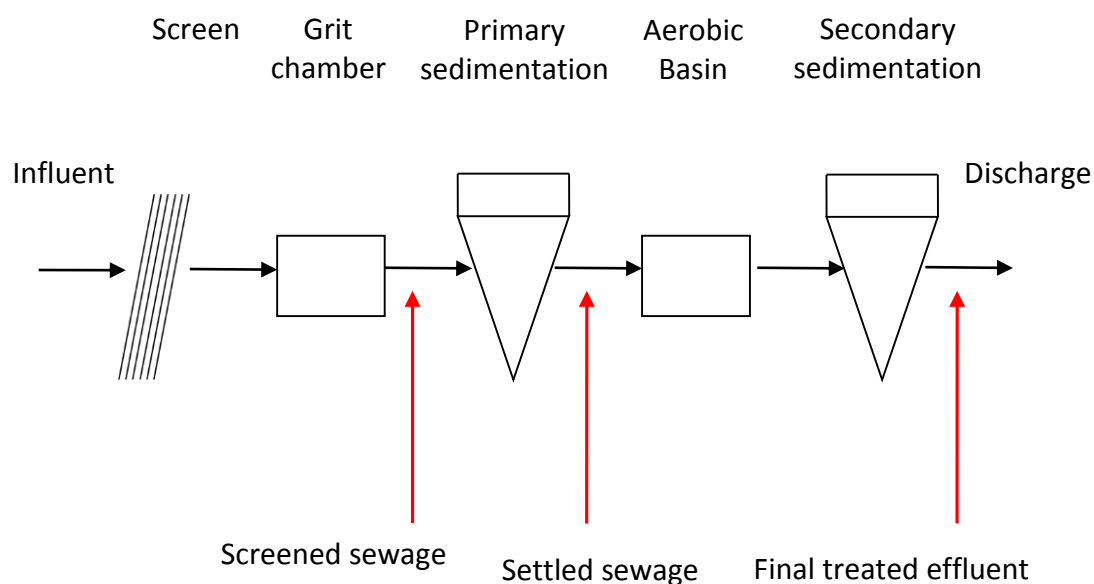 Screen
Grit
chamber
Primary
sedimentation
Aerobic
Basin
Secondary
sedimentation
Influent
Discharge
Screened sewage
Settled sewage
Final treated effluent